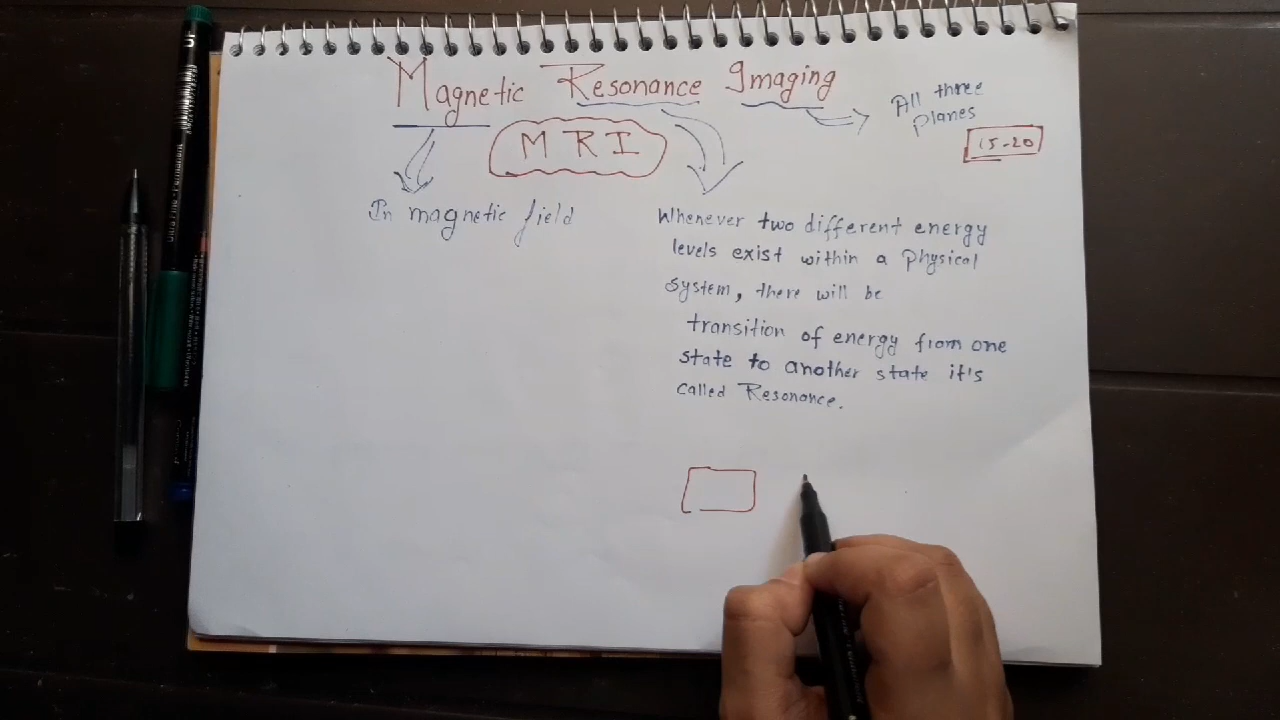 Magnetic Resonance Imaging
MRI
All three
planes
15-20
In magnetic field
Whenever two different energy
levels exist within a Physical
system, there will be
transition of energy from one
state to another state it's
called Resonance.